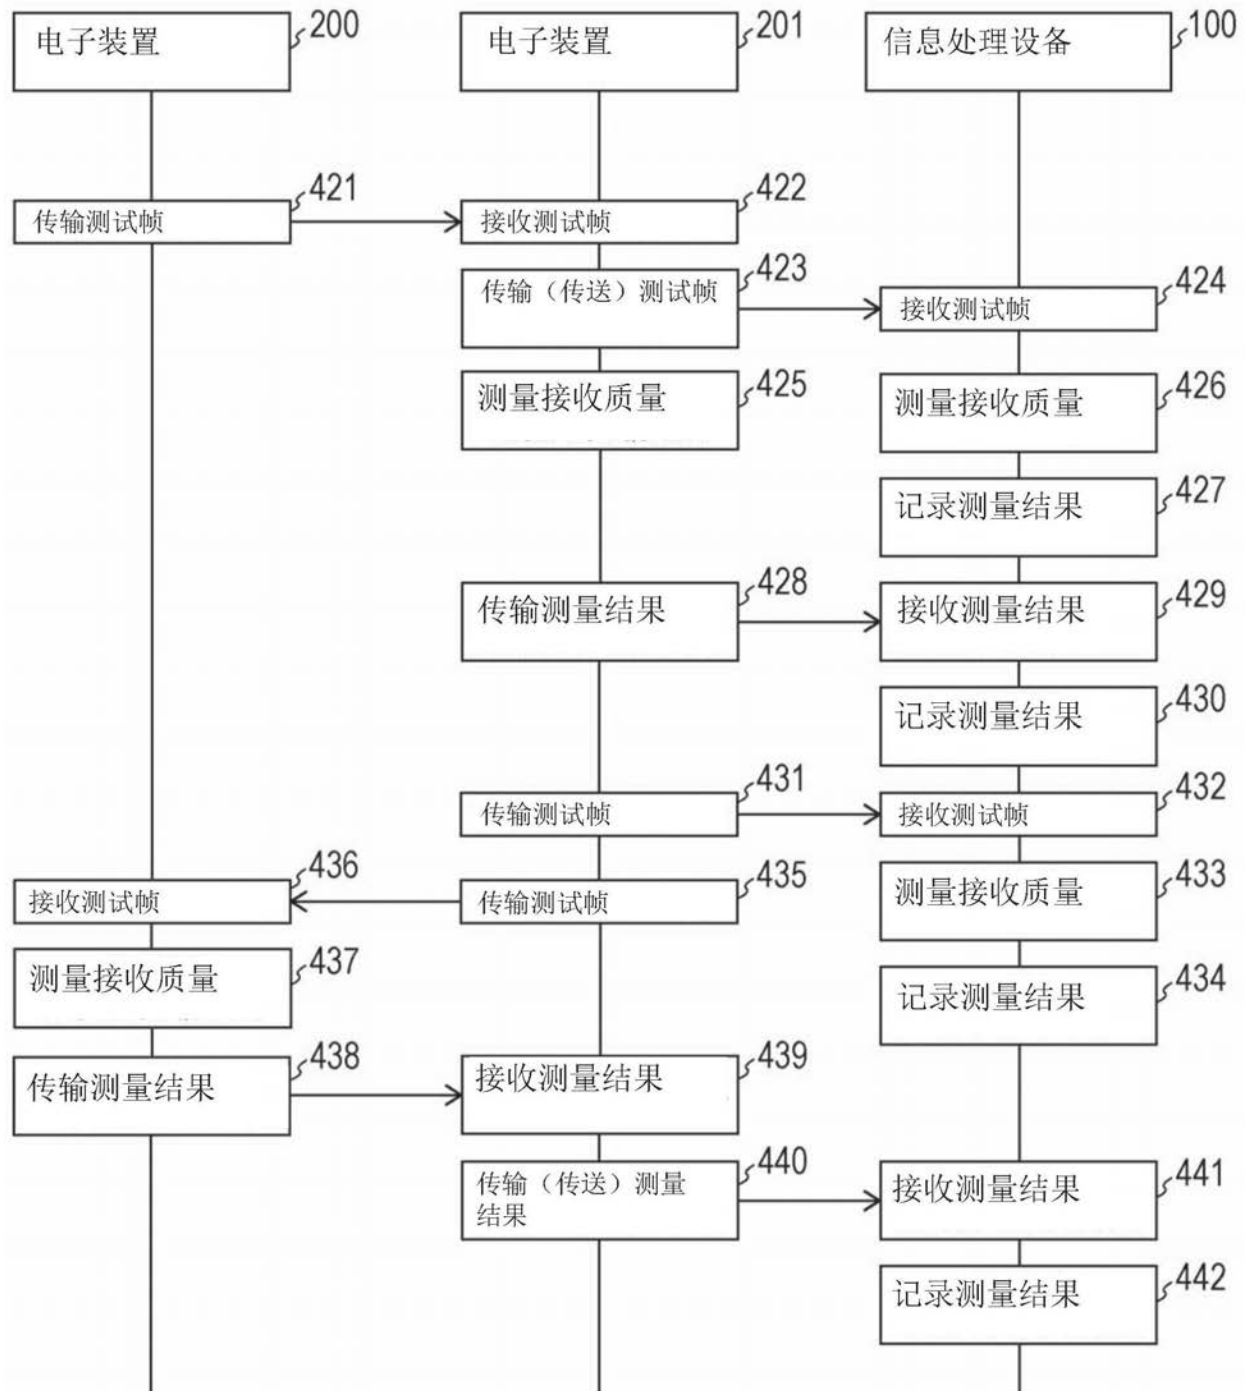 电子装置 200
电子装置 201
信息处理设备 100
传输测试帧 421
接收测试帧 422
传输（传送）测试帧 423
接收测试帧 424
测量接收质量 425
测量接收质量 426
记录测量结果 427
传输测量结果 428
接收测量结果 429
记录测量结果 430
传输测试帧 431
接收测试帧 432
测量接收质量 433
记录测量结果 434
传输测试帧 435
接收测试帧 436
测量接收质量 437
传输测量结果 438
接收测量结果 439
传输（传送）测量
结果
440
接收测量结果 441
记录测量结果 442